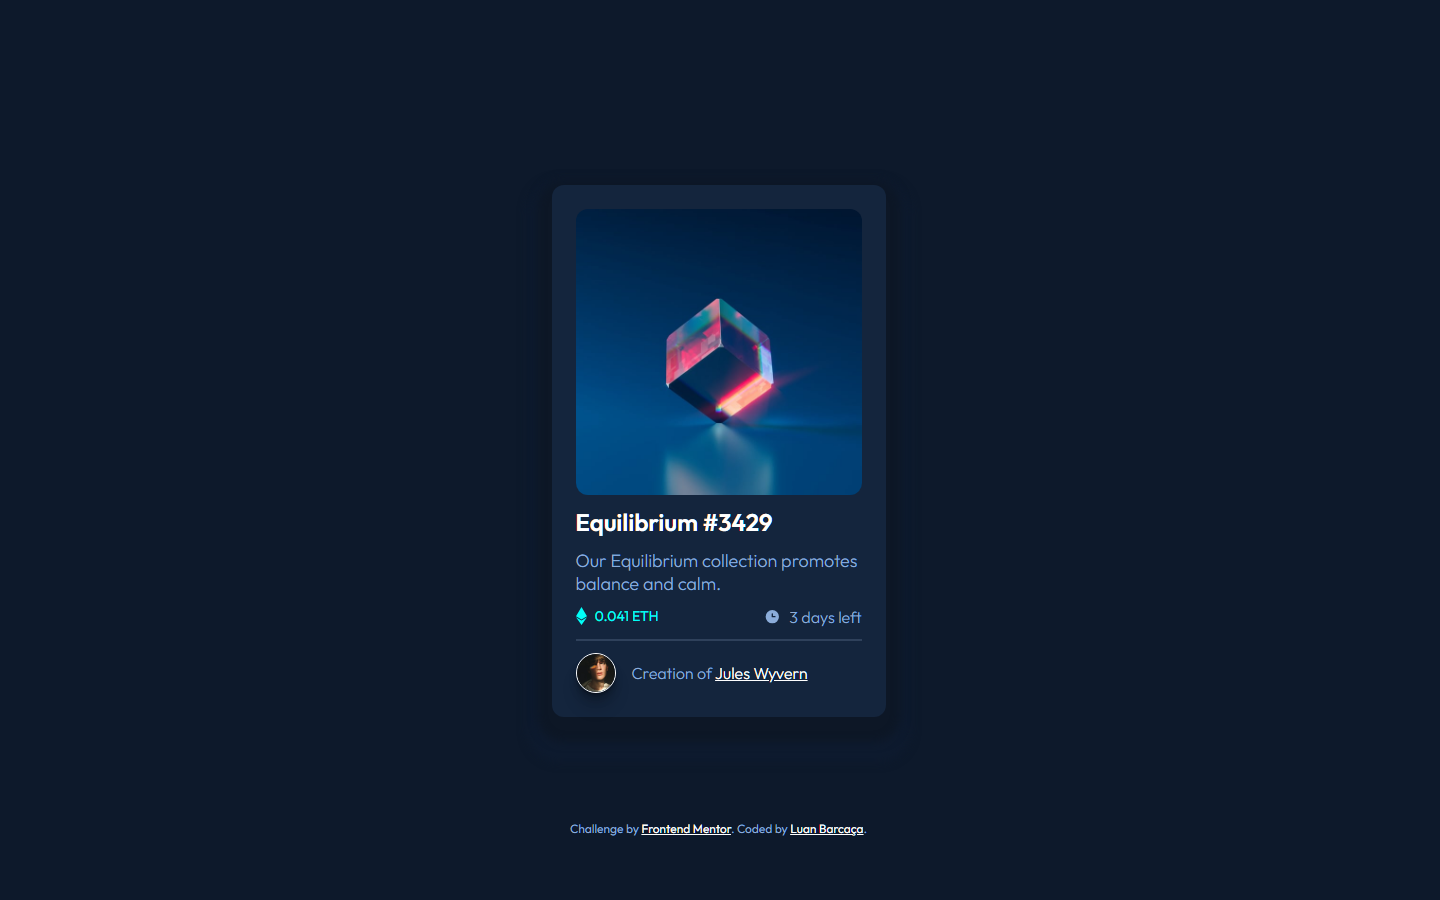 Equilibrium #3429
Our Equilibrium collection promotes
balance and calm.
0.041 ETH
3 days left
Creation of Jules Wyvern
Challenge by Frontend Mentor. Coded by Luan Barcaça.